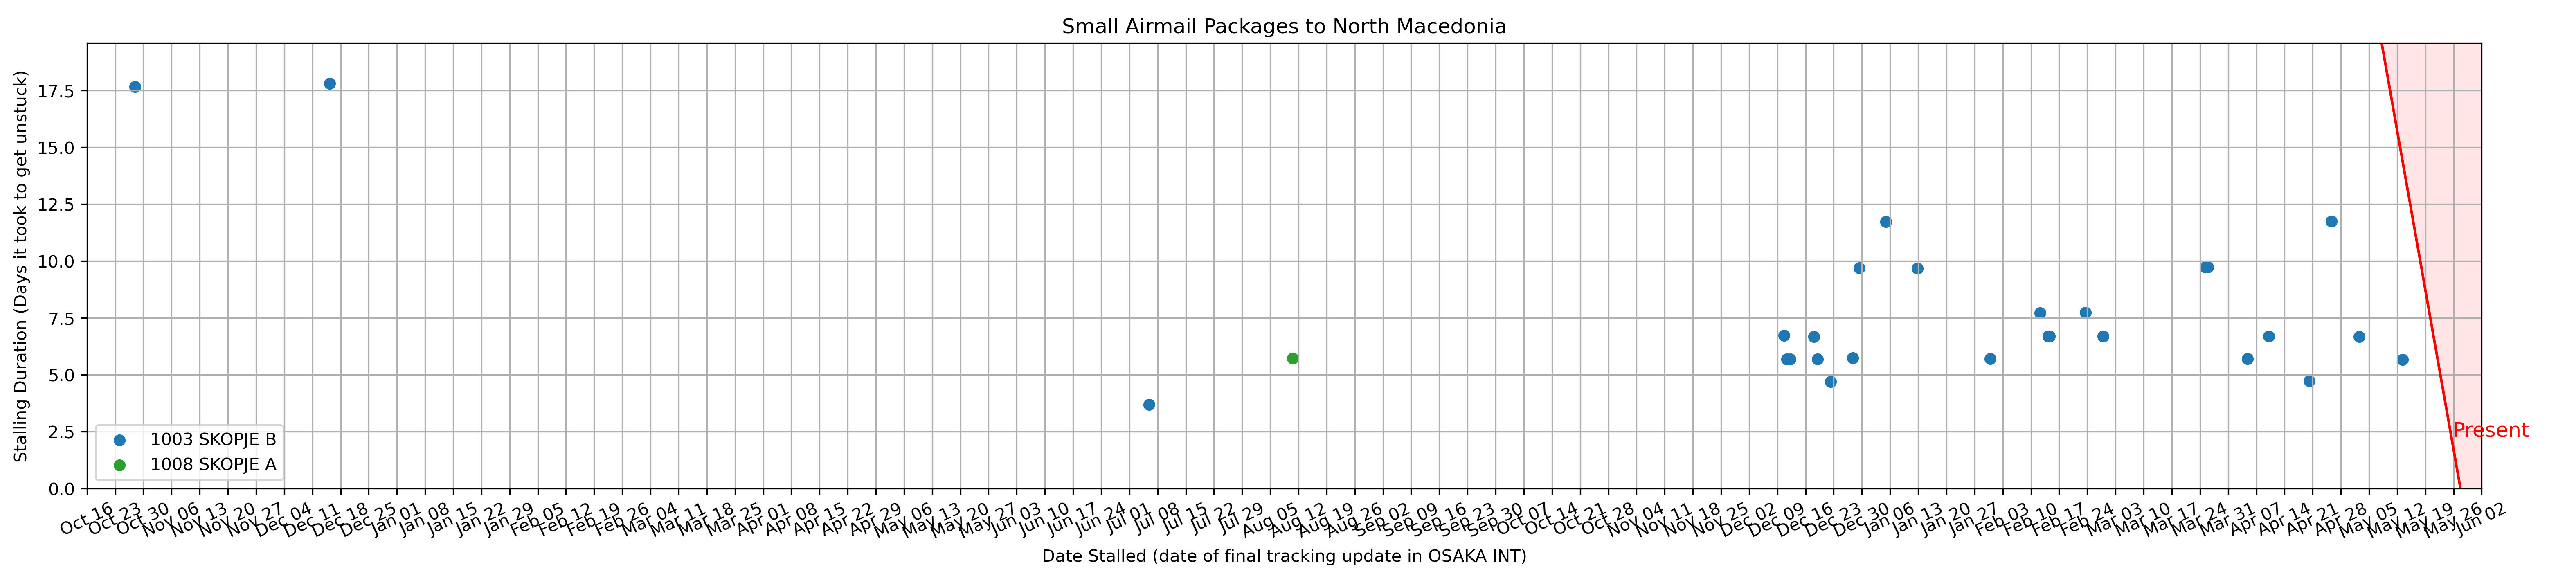 Small Airmail Packages to North Macedonia
Stalling Duration (Days it took to get unstuck)
17.5
15.0
12.5
10.0
7.5
5.0
2.5
0.0
1003 SKOPJE B
1008 SKOPJE A
Present
Oct 16 Oct 23 Oct 30 Nov 06 Nov 13 Nov 20 Nov 27 Dec 04 Dec 11 Dec 18 Dec 25 Jan 01 Jan 08 Jan 15 Jan 22 Jan 29 Feb 05 Feb 12 Feb 19 Feb 26 Mar 04 Mar 11 Mar 18 Mar 25 Apr 01 Apr 08 Apr 15 Apr 22 Apr 29 May 06 May 13 May 20 May 27 Jun 03 Jun 10 Jun 17 Jun 24 Jul 01 Jul 08 Jul 15 Jul 22 Jul 29 Aug 05 Aug 12 Aug 19 Aug 26 Sep 02 Sep 09 Sep 16 Sep 23 Sep 30 Oct 07 Oct 14 Oct 21 Oct 28 Nov 04 Nov 11 Nov 18 Nov 25 Dec 02 Dec 09 Dec 16 Dec 23 Dec 30 Jan 06 Jan 13 Jan 20 Jan 27 Feb 03 Feb 10 Feb 17 Feb 24 Mar 03 Mar 10 Mar 17 Mar 24 Mar 31 Apr 07 Apr 14 Apr 21 Apr 28 May 05 May 12 May 19 May 26 Jun 02
Date Stalled (date of final tracking update in OSAKA INT)